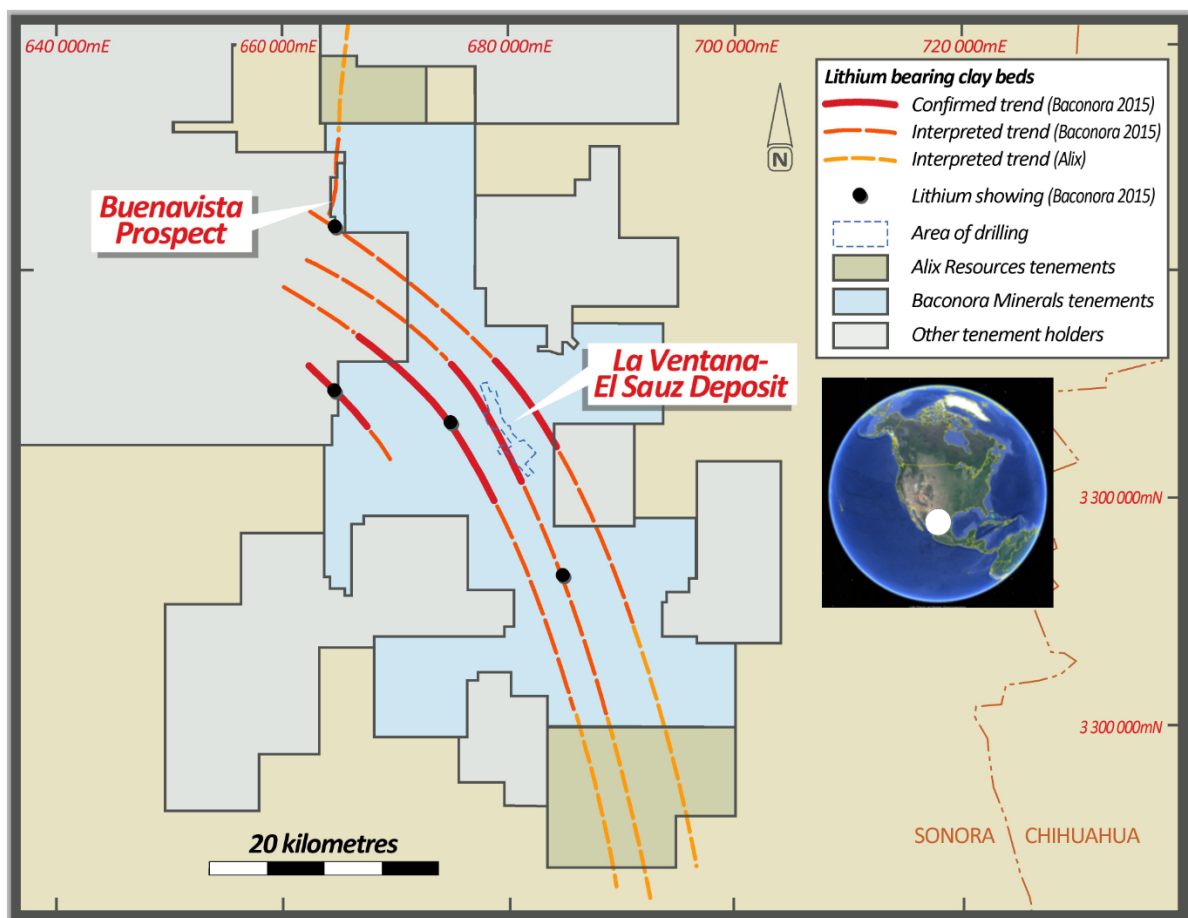 640 000mE
660 000mE
680 000mE
700 000mE
720 000mE
Lithium bearing clay beds
Confirmed trend (Baconora 2015)
Interpreted trend (Baconora 2015)
Interpreted trend (Alix)
Lithium showing (Baconora 2015)
Area of drilling
Alix Resources tenements
Baconora Minerals tenements
Other tenement holders
N
Buenavista
Prospect
La Ventana-
El Sauz Deposit
3 300 000mN
3 300 000mN
20 kilometres
SONORA
CHIHUAHUA